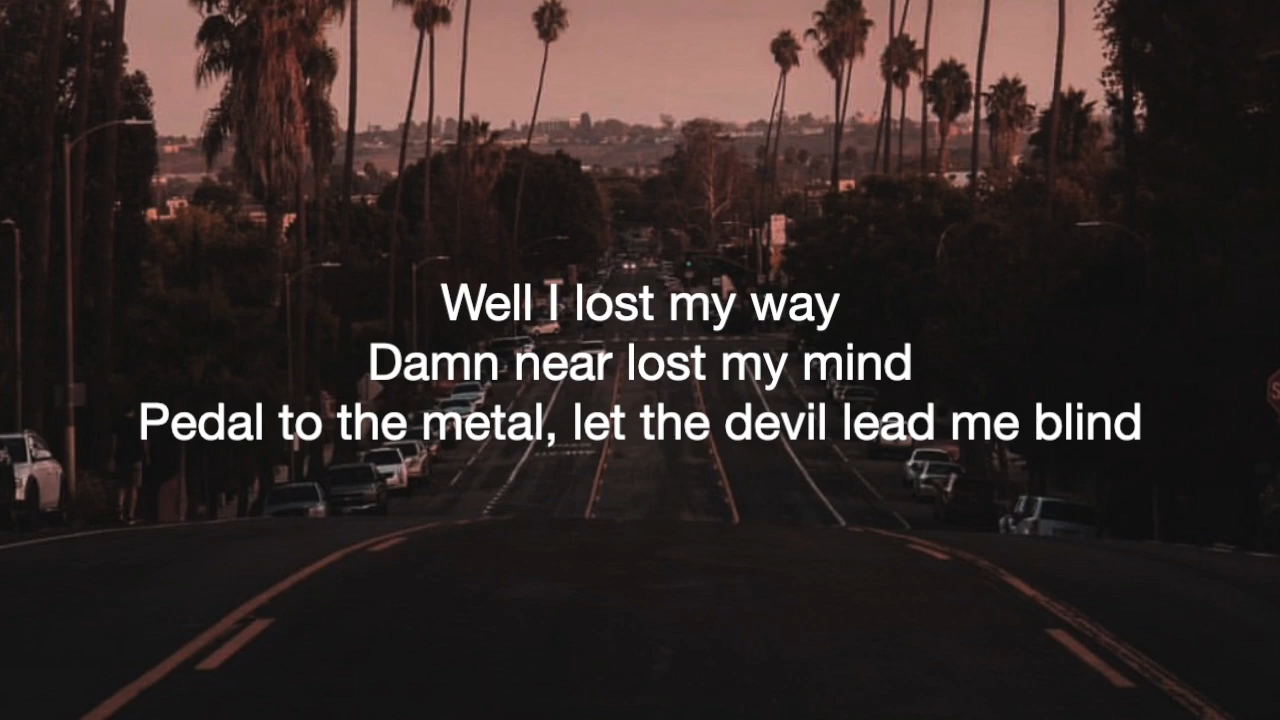 Well I lost my way
Damn near lost my mind
Pedal to the metal, let the devil lead me blind